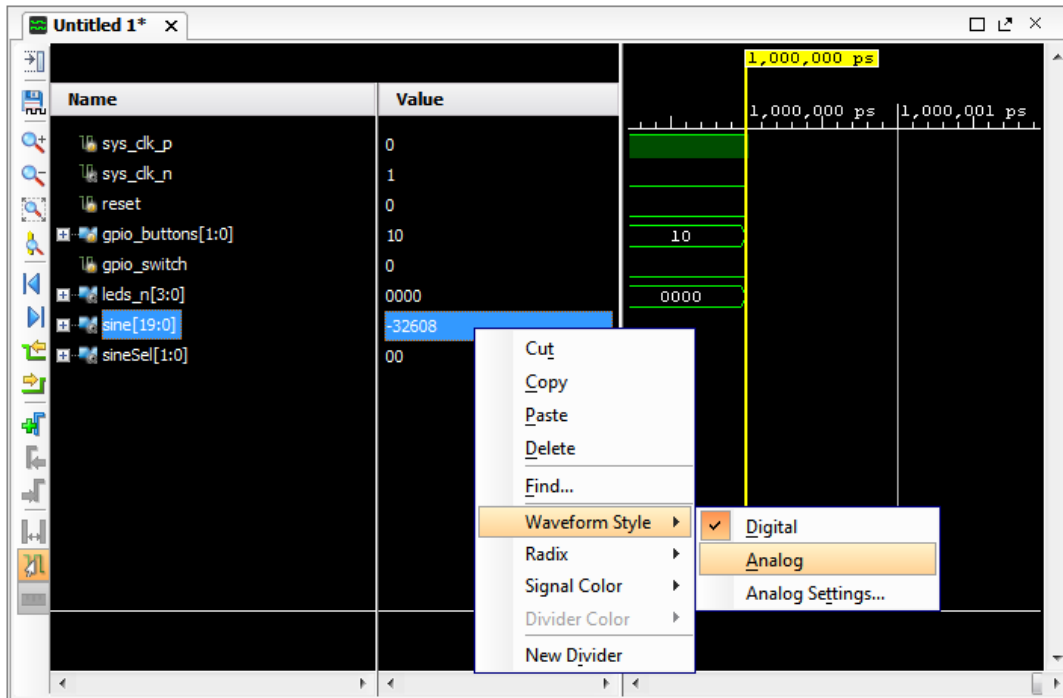 Untitled 1*
1,000,000 ps
Name Value
1,000,000 ps 1,000,001 ps
sys_clk_p 0
sys_clk_n 1
reset 0
gpio_buttons[1:0] 10 10
gpio_switch 0
leds_n[3:0] 0000 0000
sine[19:0] -32608
sineSel[1:0] 00
Cut
Copy
Paste
Delete
Find...
Waveform Style
Radix
Signal Color
Divider Color
New Divider
Digital
Analog
Analog Settings...